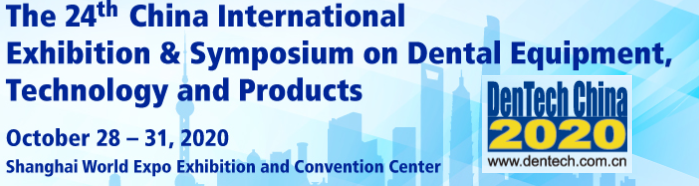 The 24th China International
Exhibition & Symposium on Dental Equipment,
Technology and Products
October 28 – 31, 2020
Shanghai World Expo Exhibition and Convention Center
DenTech China
2020
www.dentech.com.cn